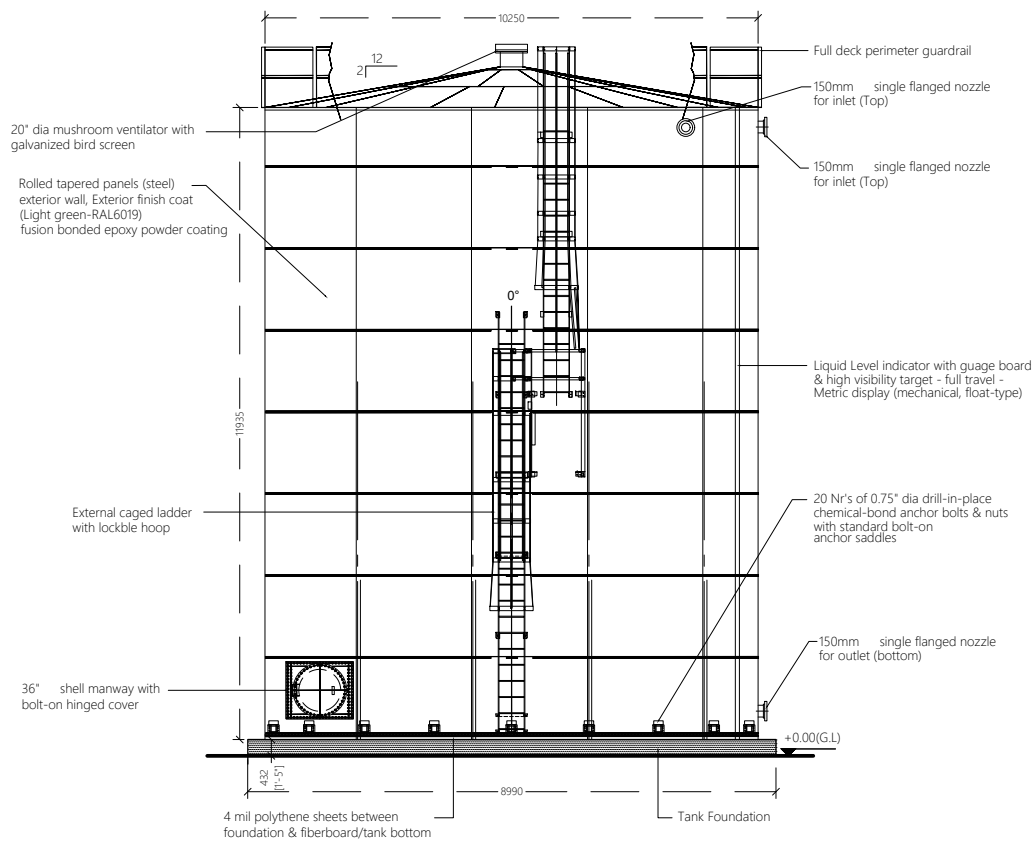 10250
Full deck perimeter guardrail
12
2
150mm single flanged nozzle
for inlet (Top)
20" dia mushroom ventilator with
galvanized bird screen
150mm single flanged nozzle
for inlet (Top)
Rolled tapered panels (steel)
exterior wall, Exterior finish coat
(Light green-RAL6019)
fusion bonded epoxy powder coating
0°
Liquid Level indicator with guage board
& high visibility target - full travel -
Metric display (mechanical, float-type)
11935
External caged ladder
with lockble hoop
20 Nr's of 0.75" dia drill-in-place
chemical-bond anchor bolts & nuts
with standard bolt-on
anchor saddles
150mm single flanged nozzle
for outlet (bottom)
36" shell manway with
bolt-on hinged cover
+0.00(G.L)
432
[1'-5"]
8990
4 mil polythene sheets between
foundation & fiberboard/tank bottom
Tank Foundation